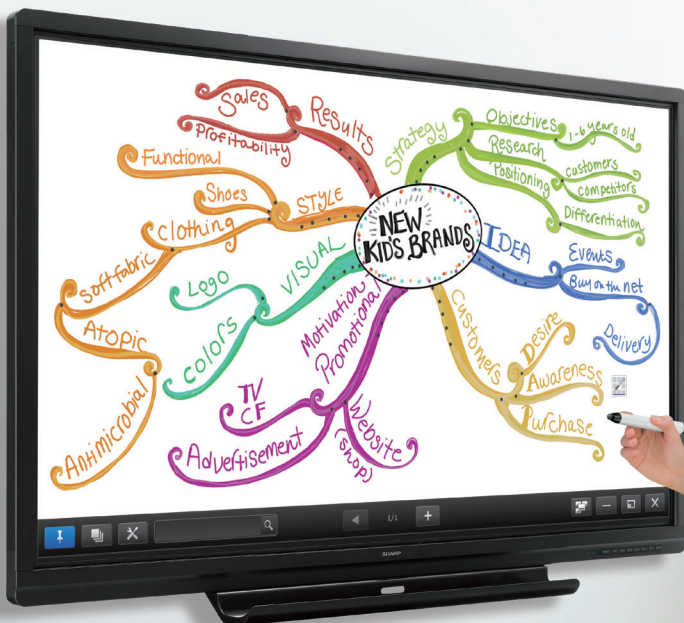 NEW
KID'S BRANDS
Strategy
Objectives
1-6 years old
Research
customers
competitors
Positioning
Differentiation
IDEA
Events
Buy on the net
Delivery
Customers
Desire
Awareness
Purchase
Motivation
Promotional
TV
CF
Advertisement
Website
(shop)
VISUAL
Logo
colors
STYLE
Functional
Shoes
clothing
Soft fabric
Atopic
Antimicrobial
Results
Sales
Profitability
1/1
SHARP